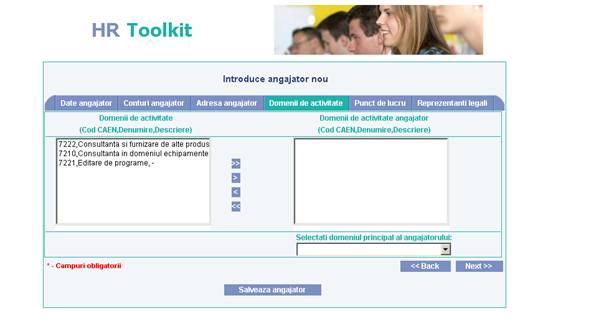 HR Toolkit
Introduce angajator nou
Date angajator Conturi angajator Adresa angajator Domenii de activitate Punct de lucru Reprezentanti legali
Domenii de activitate
(Cod CAEN,Denumire,Descriere)
Domenii de activitate angajator
(Cod CAEN,Denumire,Descriere)
7222,Consultanta si furnizare de alte produs
7210,Consultanta in domeniul echipamente
7221,Editare de programe, -
>>
>
<
<<
Selectati domeniul principal al angajatorului:
* - Campuri obligatorii
<< Back Next >>
Salveaza angajator